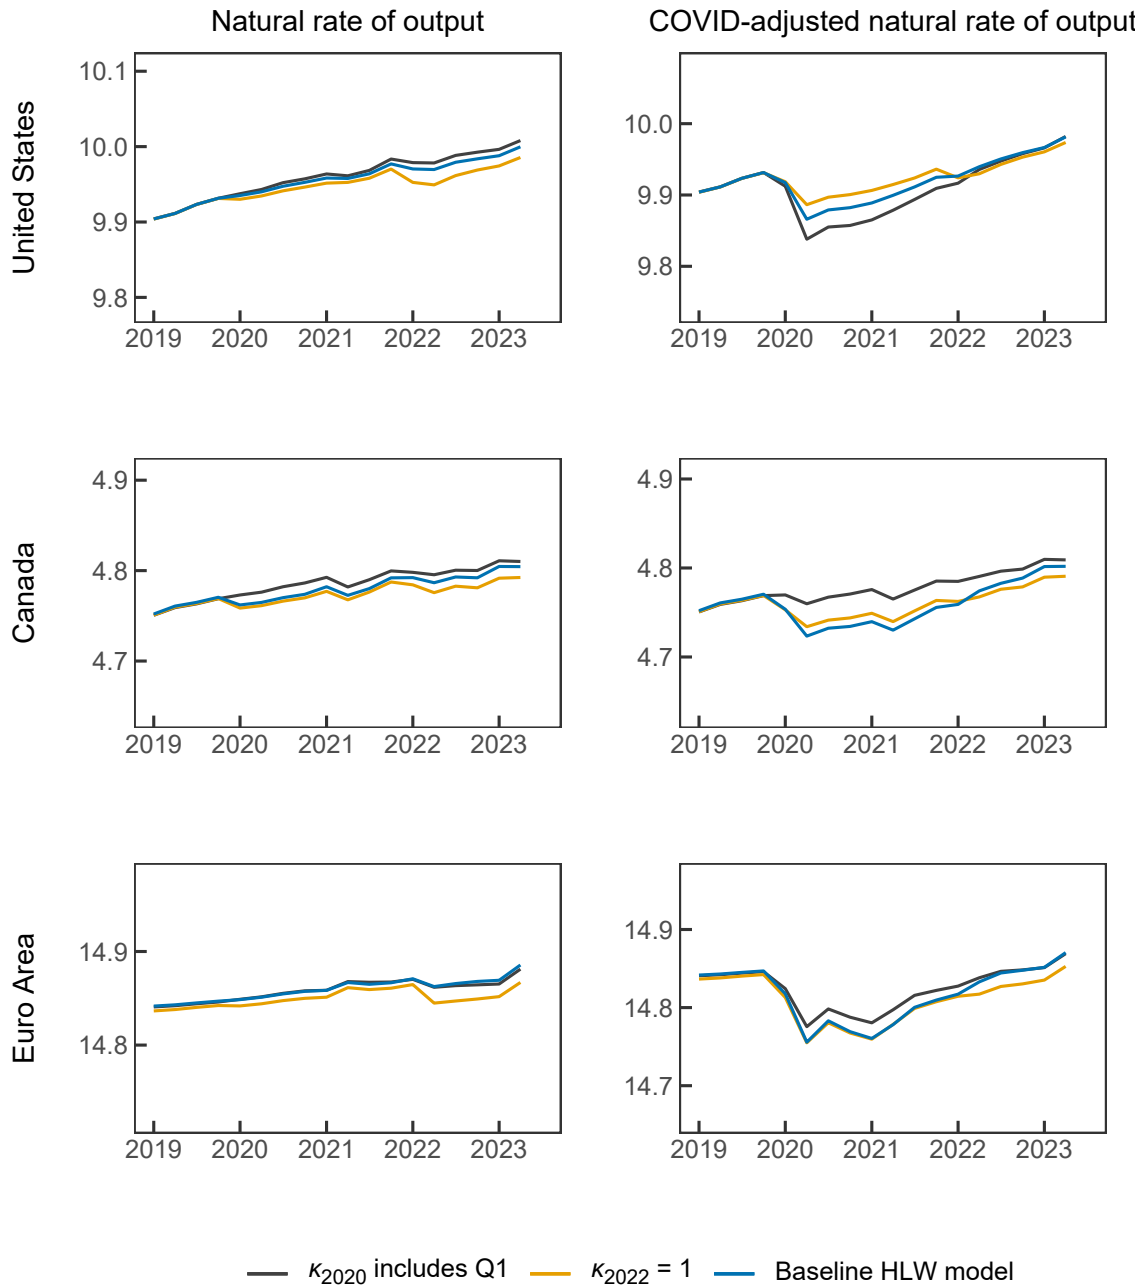 Natural rate of output
COVID-adjusted natural rate of output
United States
10.1
10.0
9.9
9.8
2019 2020 2021 2022 2023
10.0
9.9
9.8
2019 2020 2021 2022 2023
Canada
4.9
4.8
4.7
2019 2020 2021 2022 2023
4.9
4.8
4.7
2019 2020 2021 2022 2023
Euro Area
14.9
14.8
2019 2020 2021 2022 2023
14.9
14.8
14.7
2019 2020 2021 2022 2023
κ2020 includes Q1
κ2022 = 1
Baseline HLW model